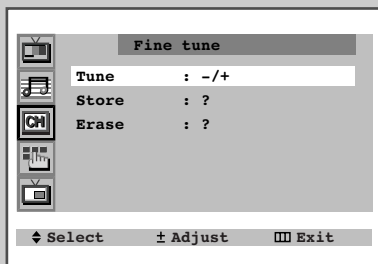 Fine tune
Tune : -/+
Store : ?
CH
Erase : ?
Select ± Adjust Exit